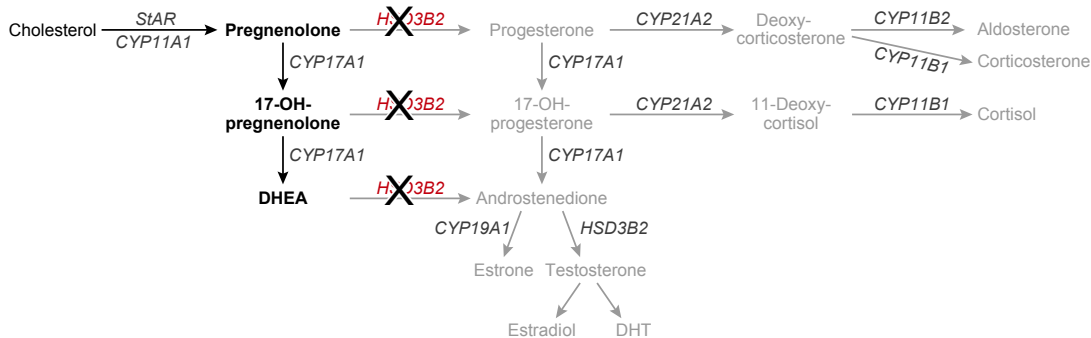 Cholesterol
StAR
CYP11A1
Pregnenolone
HSD3B2
Progesterone
CYP21A2
Deoxy-
corticosterone
CYP11B2
Aldosterone
CYP11B1
Corticosterone
CYP17A1
CYP17A1
17-OH-
pregnenolone
HSD3B2
17-OH-
progesterone
CYP21A2
11-Deoxy-
cortisol
CYP11B1
Cortisol
CYP17A1
CYP17A1
DHEA
HSD3B2
Androstenedione
CYP19A1
HSD3B2
Estrone
Testosterone
Estradiol
DHT